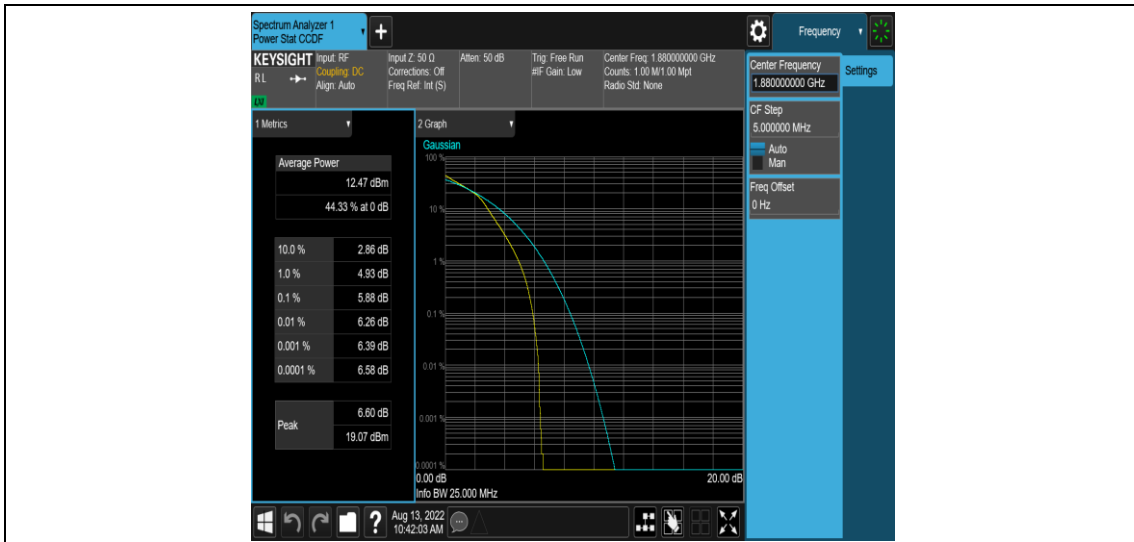 Spectrum Analyzer 1
Power Stat CCDF
Frequency
KEYSIGHT
RL
LXI
Input: RF
Coupling: DC
Align: Auto
Input Z: 50 Ω
Corrections: Off
Freq Ref: Int (S)
Atten: 50 dB
Trig: Free Run
#IF Gain: Low
Center Freq: 1.880000000 GHz
Counts: 1.00 M/1.00 Mpt
Radio Std: None
Center Frequency
1.880000000 GHz
Settings
CF Step
5.000000 MHz
Auto
Man
Freq Offset
0 Hz
1 Metrics
Average Power
12.47 dBm
44.33 % at 0 dB
10.0 % 2.86 dB
1.0 % 4.93 dB
0.1 % 5.88 dB
0.01 % 6.26 dB
0.001 % 6.39 dB
0.0001 % 6.58 dB
Peak 6.60 dB
19.07 dBm
2 Graph
Gaussian
100 %
10 %
1 %
0.1 %
0.01 %
0.001 %
0.0001 %
0.00 dB 20.00 dB
Info BW 25.000 MHz
?
Aug 13, 2022
10:42:03 AM